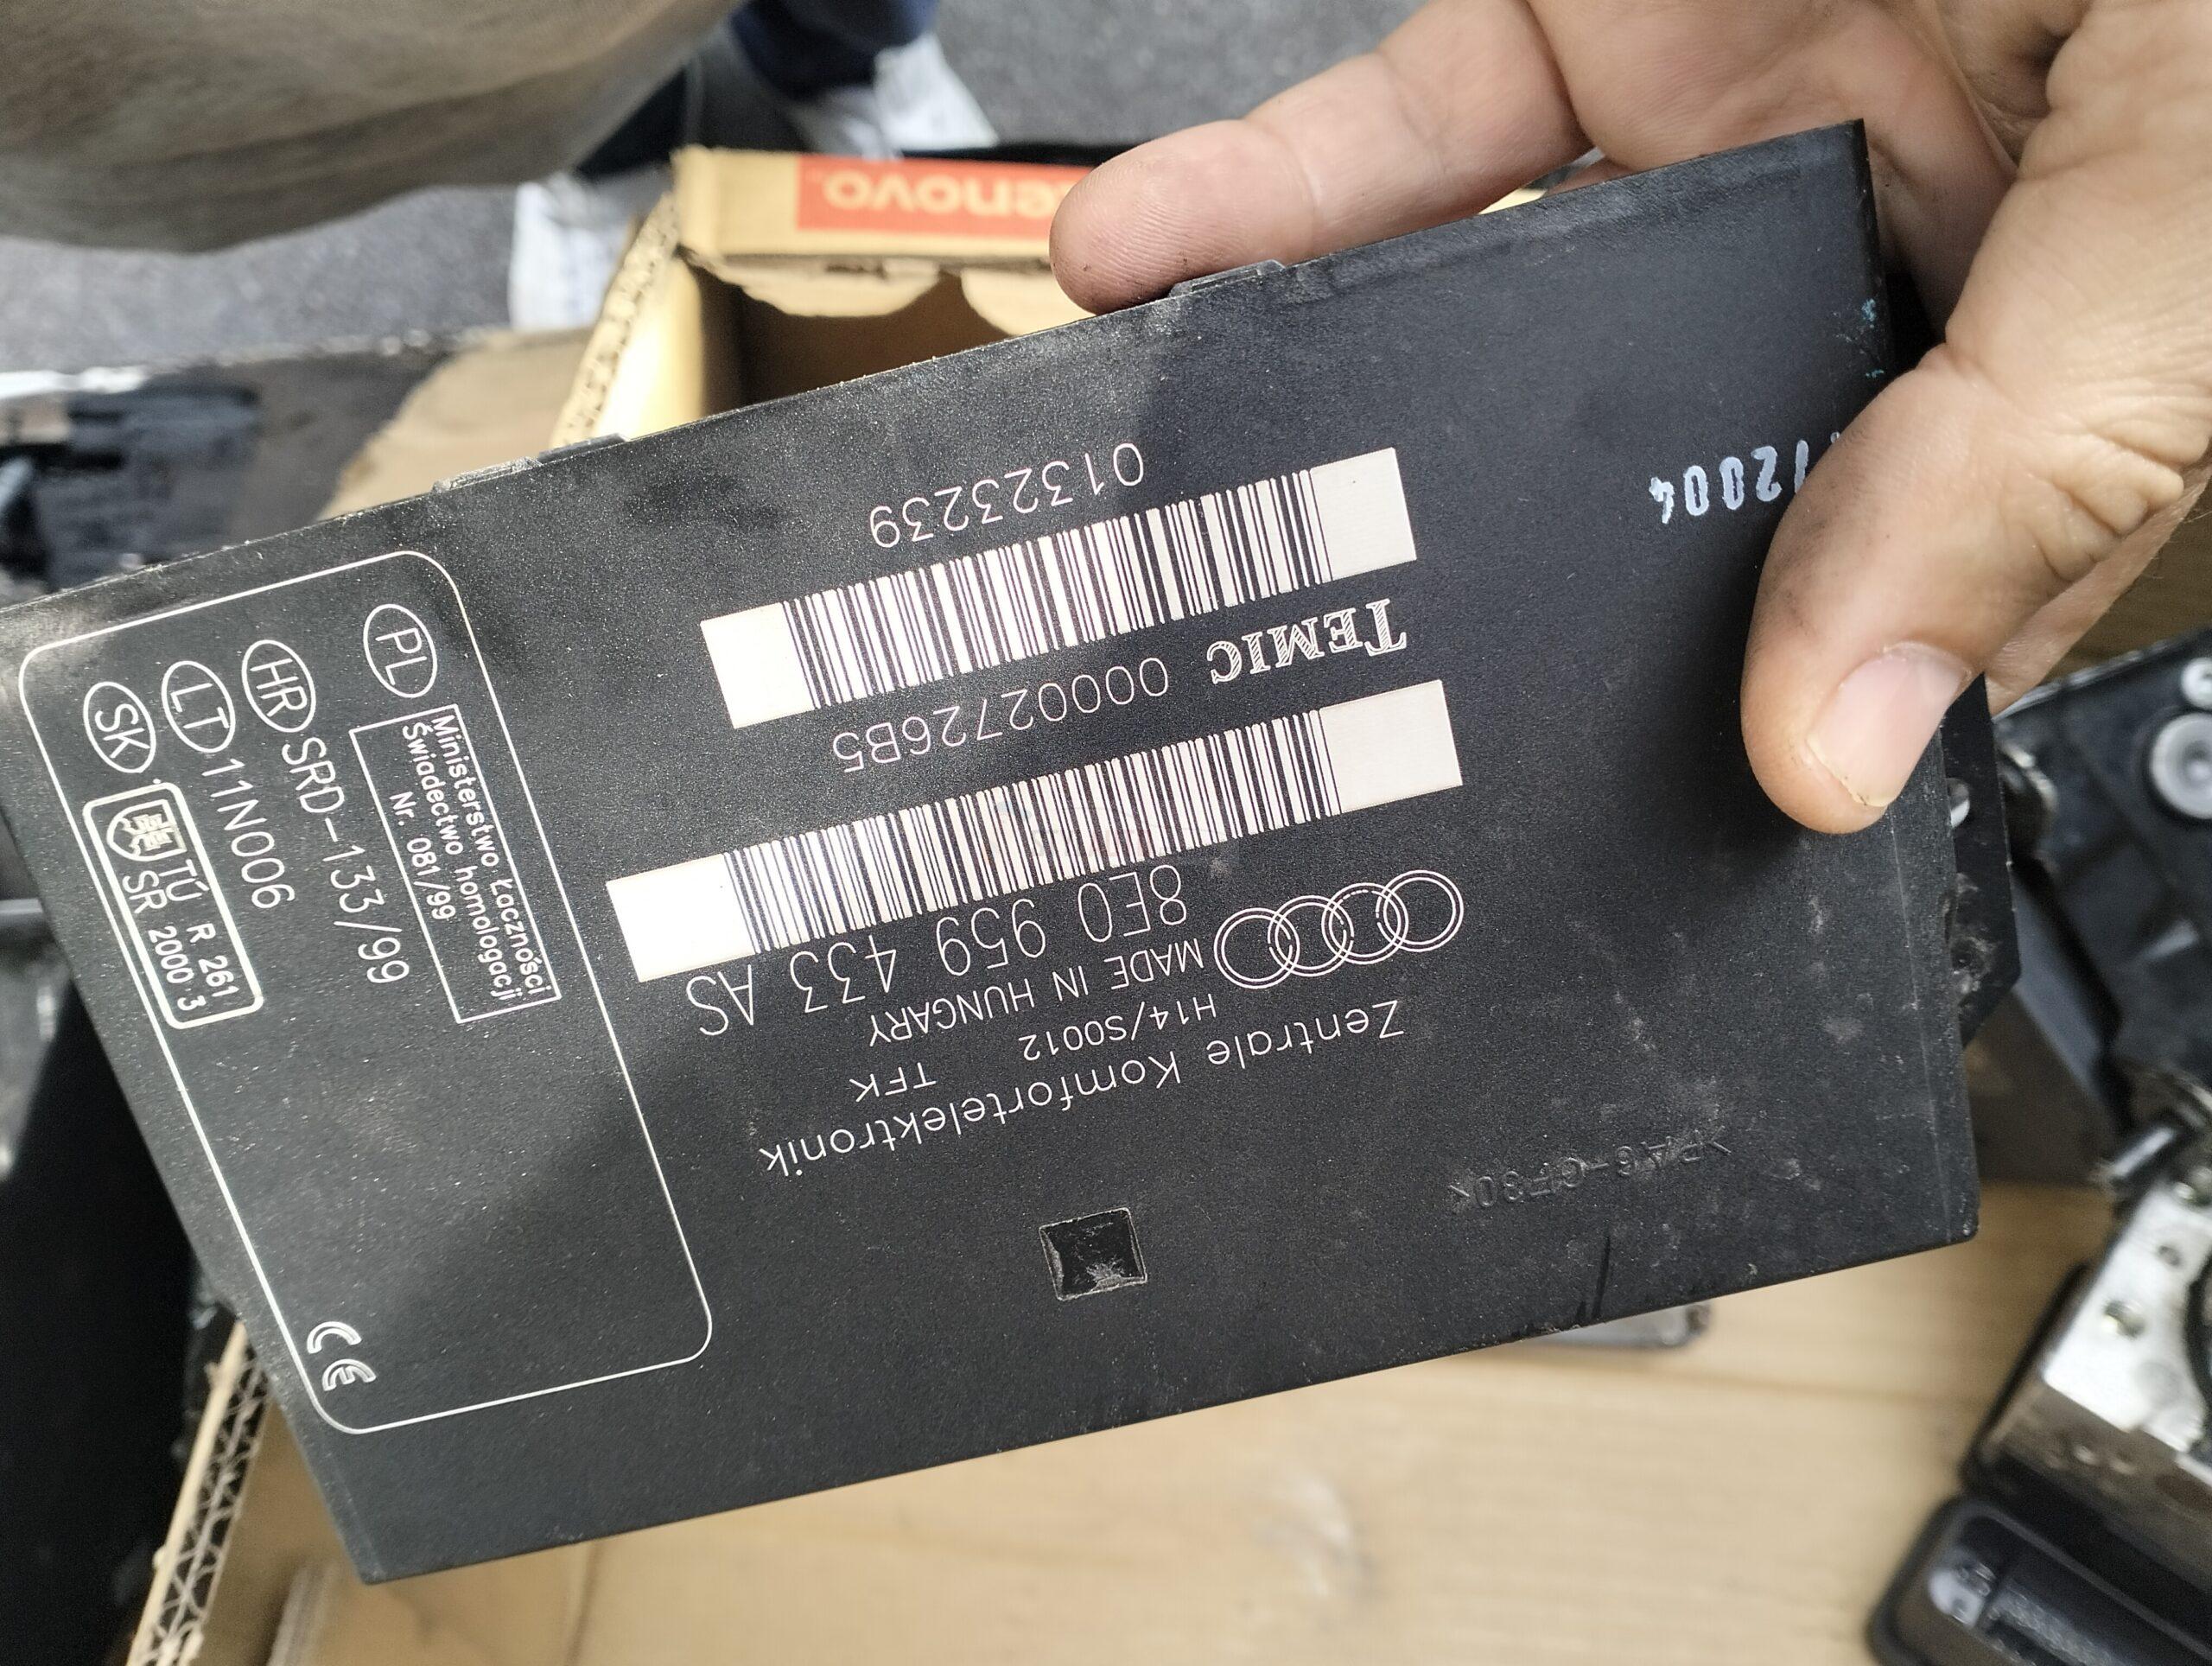 Zentrale Komfortelektronik
H14/S0012
TFK
MADE IN HUNGARY
8E0 959 433 AS
TEMIC 00002726B5
01323239
2004
PL
Ministerstwo Łączności
Świadectwo homologacji
Nr. 081/99
HR SRD-133/99
LT 11N006
SK
TÚ R 261
SR 2000 3
CE
lenovo